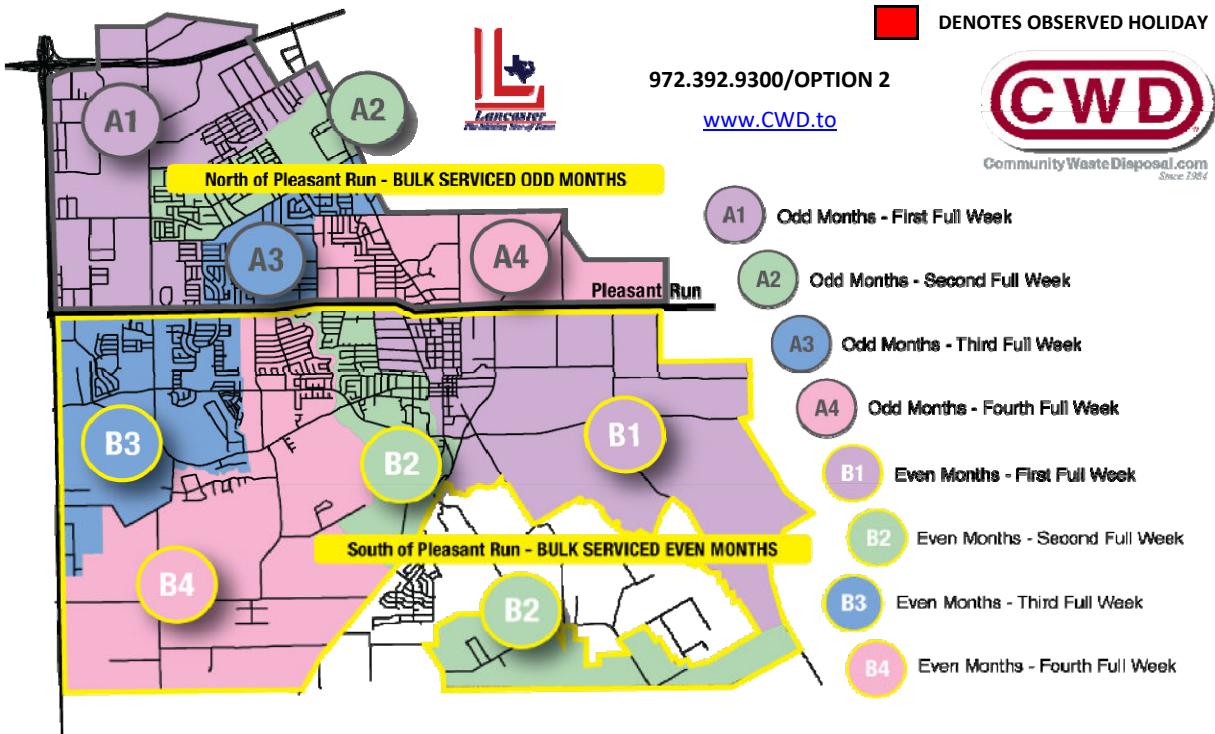 DENOTES OBSERVED HOLIDAY
Lancaster
972.392.9300/OPTION 2
www.CWD.to
CWD
CommunityWasteDisposal.com
Since 1984
A1
A2
North of Pleasant Run - BULK SERVICED ODD MONTHS
A3
A4
Pleasant Run
B3
B2
B1
South of Pleasant Run - BULK SERVICED EVEN MONTHS
B4
B2
A1 Odd Months - First Full Week
A2 Odd Months - Second Full Week
A3 Odd Months - Third Full Week
A4 Odd Months - Fourth Full Week
B1 Even Months - First Full Week
B2 Even Months - Second Full Week
B3 Even Months - Third Full Week
B4 Even Months - Fourth Full Week